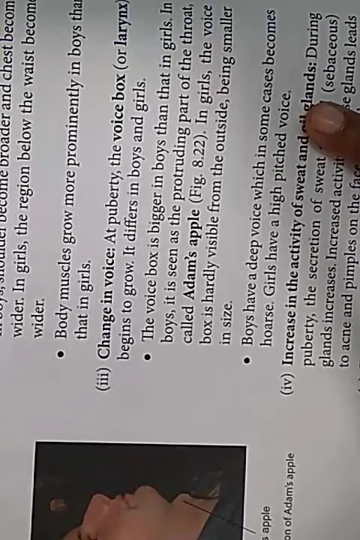 shoulder become broader and chest becom
wider. In girls, the region below the waist become
wider.
• Body muscles grow more prominently in boys tha
that in girls.
(iii) Change in voice: At puberty, the voice box (or larynx)
begins to grow. It differs in boys and girls.
• The voice box is bigger in boys than that in girls. In
boys, it is seen as the protruding part of the throat,
called Adam's apple (Fig. 8.22). In girls, the voice
box is hardly visible from the outside, being smaller
in size.
• Boys have a deep voice which in some cases becomes
hoarse. Girls have a high pitched voice.
(iv) Increase in the activity of sweat and glands: During
puberty, the secretion of sweat (sebaceous)
glands increases. Increased activit se glands leads
to acne and pimples on the
s apple
on of Adam's apple